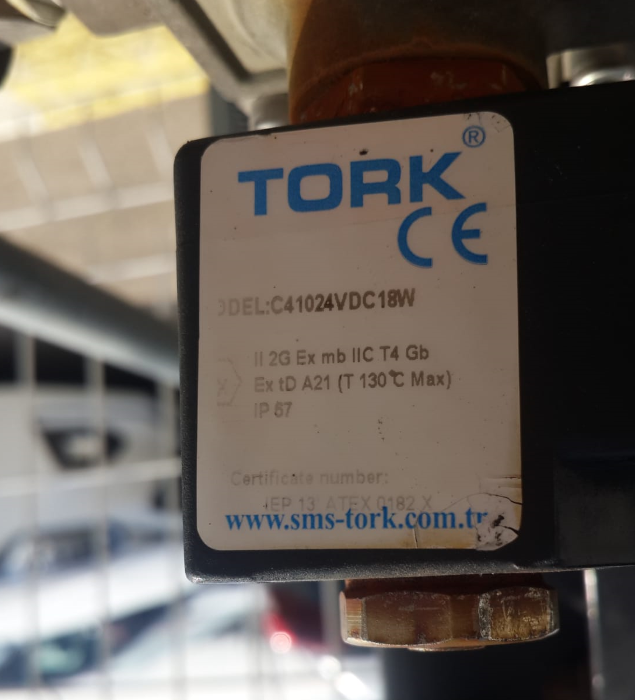 TORK®
CE
ODEL:C41024VDC18W
II 2G Ex mb IIC T4 Gb
Ex tD A21 (T 130°C Max)
IP 67
Certificate number:
IEP 13 ATEX 0182 X
www.sms-tork.com.tr